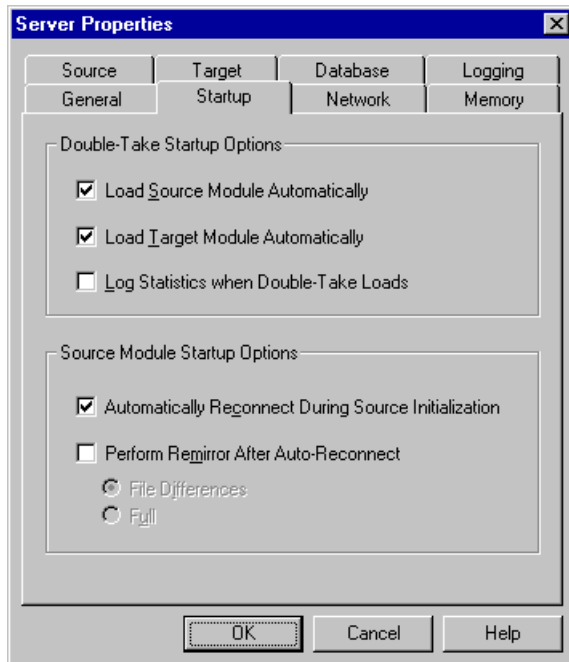 Server Properties
Source Target Database Logging
General Startup Network Memory
Double-Take Startup Options
Load Source Module Automatically
Load Target Module Automatically
Log Statistics when Double-Take Loads
Source Module Startup Options
Automatically Reconnect During Source Initialization
Perform Remirror After Auto-Reconnect
File Differences
Full
OK Cancel Help